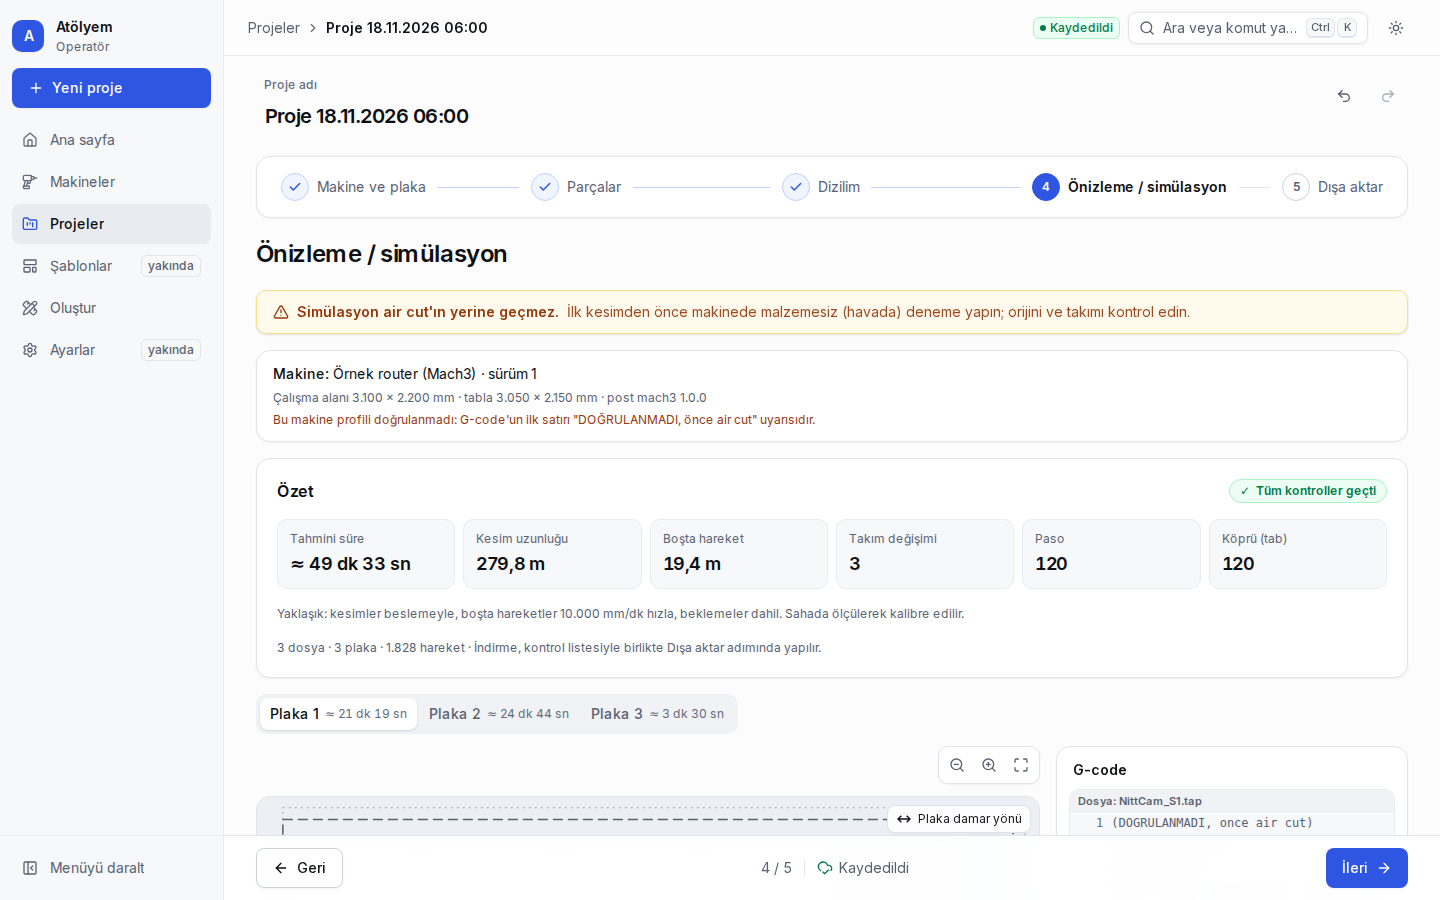 A
Atölyem
Operatör
Yeni proje
Ana sayfa
Makineler
Projeler
Şablonlar yakında
Oluştur
Ayarlar yakında
Menüyü daralt
Projeler > Proje 18.11.2026 06:00
Kaydedildi
Ara veya komut ya... Ctrl K
Proje adı
Proje 18.11.2026 06:00
Makine ve plaka
Parçalar
Dizilim
4 Önizleme / simülasyon
5 Dışa aktar
Önizleme / simülasyon
Simülasyon air cut'ın yerine geçmez. İlk kesimden önce makinede malzemesiz (havada) deneme yapın; orijini ve takımı kontrol edin.
Makine: Örnek router (Mach3) · sürüm 1
Çalışma alanı 3.100 × 2.200 mm · tabla 3.050 × 2.150 mm · post mach3 1.0.0
Bu makine profili doğrulanmadı: G-code'un ilk satırı "DOĞRULANMADI, önce air cut" uyarısıdır.
Özet
✓ Tüm kontroller geçti
Tahmini süre
≈ 49 dk 33 sn
Kesim uzunluğu
279,8 m
Boşta hareket
19,4 m
Takım değişimi
3
Paso
120
Köprü (tab)
120
Yaklaşık: kesimler beslemeyle, boşta hareketler 10.000 mm/dk hızla, beklemeler dahil. Sahada ölçülerek kalibre edilir.
3 dosya · 3 plaka · 1.828 hareket · İndirme, kontrol listesiyle birlikte Dışa aktar adımında yapılır.
Plaka 1 ≈ 21 dk 19 sn
Plaka 2 ≈ 24 dk 44 sn
Plaka 3 ≈ 3 dk 30 sn
Plaka damar yönü
G-code
Dosya: NittCam_S1.tap
1 (DOGRULANMADI, once air cut)
Geri
4 / 5
Kaydedildi
İleri